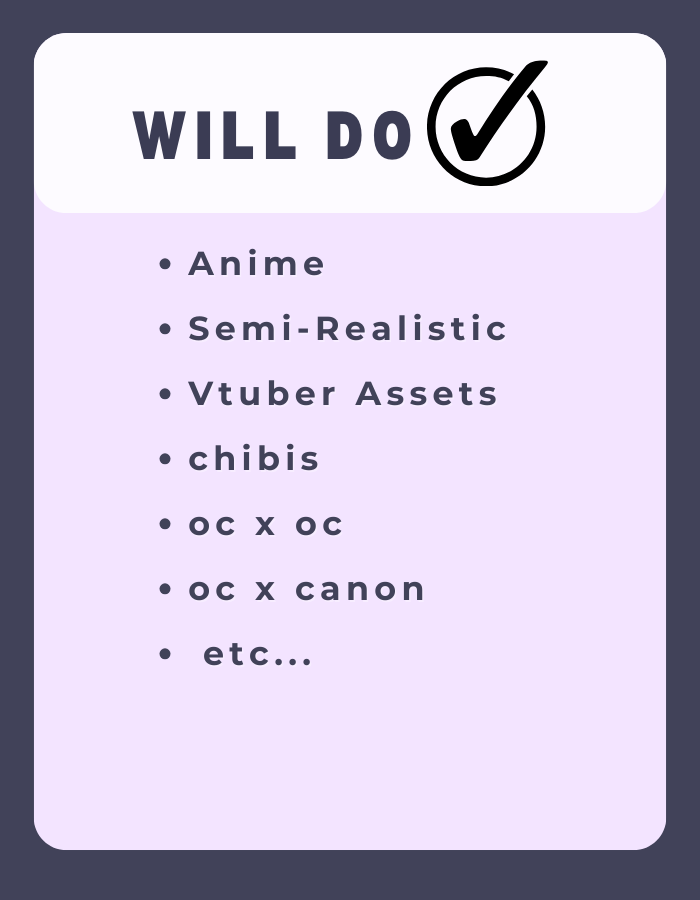 WILL DO
• Anime
• Semi-Realistic
• Vtuber Assets
• chibis
• oc x oc
• oc x canon
• etc...